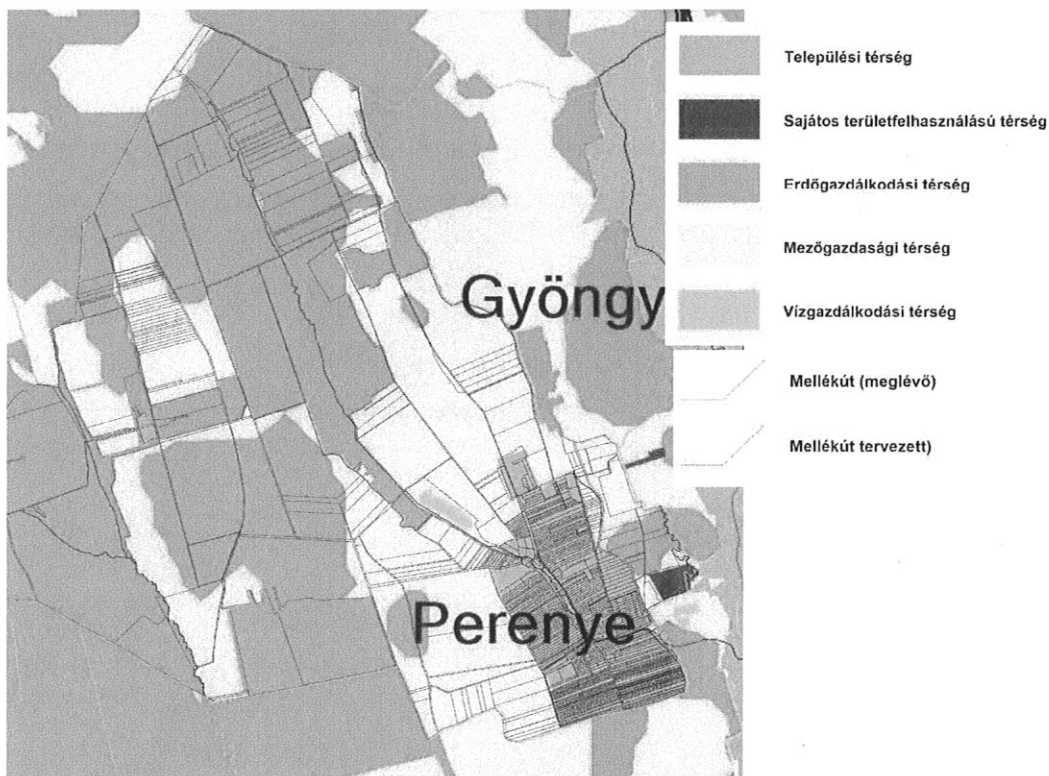 Települési térség
Sajátos területfelhasználású térség
Erdőgazdálkodási térség
Mezőgazdasági térség
Vízgazdálkodási térség
Mellékút (meglévő)
Mellékút tervezett)
Gyöngy
Perenye